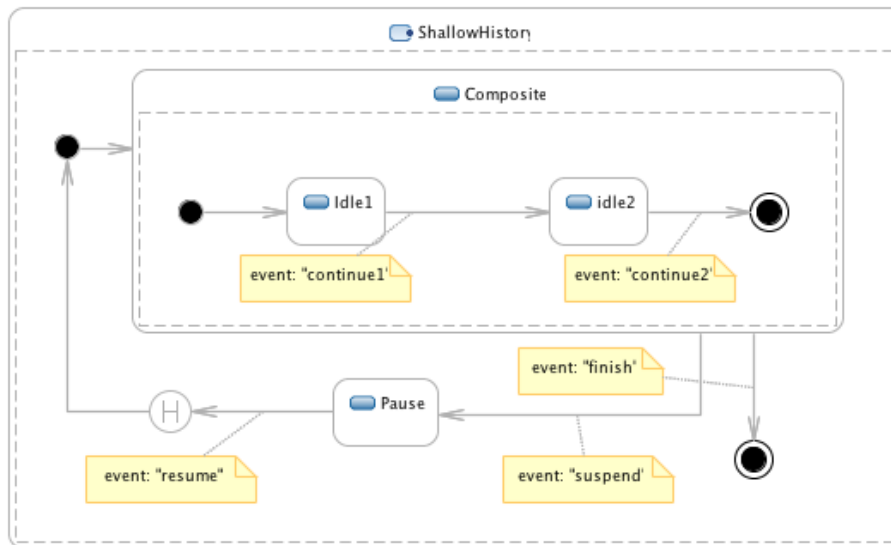 ShallowHistory
Composite
Idle1
idle2
event: "continue1"
event: "continue2"
event: "finish"
Pause
H
event: "resume"
event: "suspend"